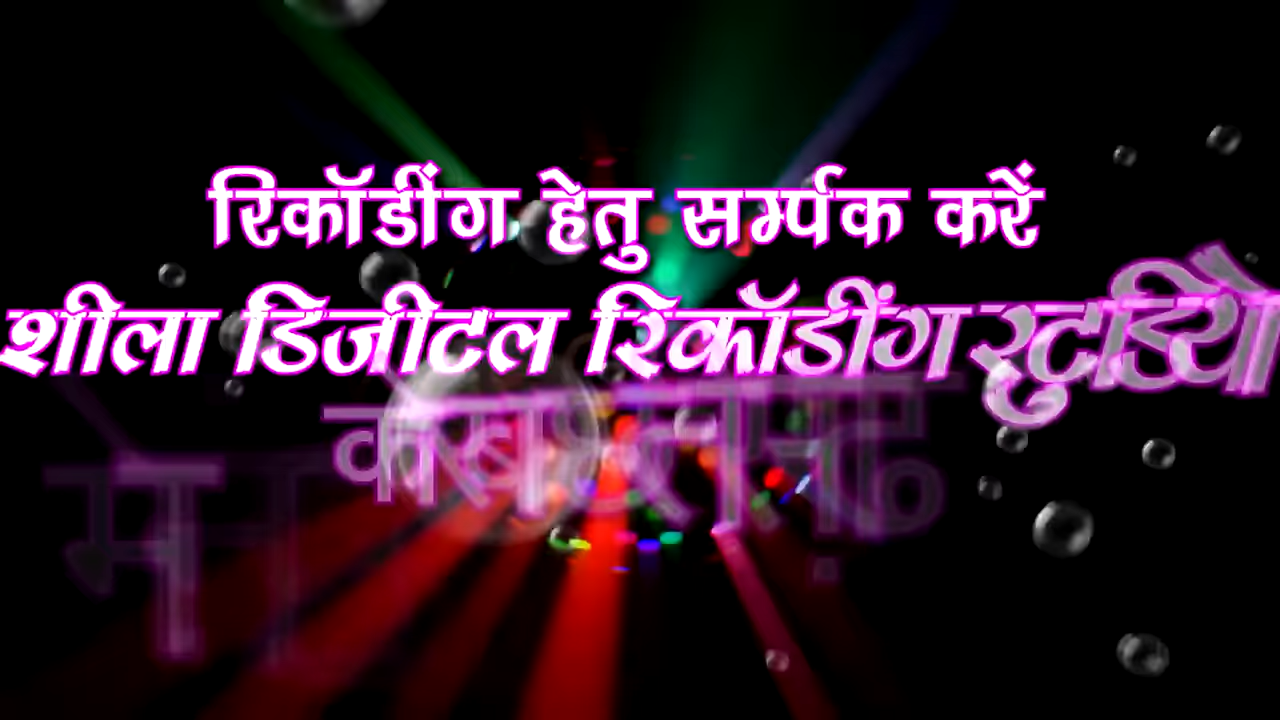 रिकॉर्डींग हेतु सर्म्पक करें
शीला डिजीटल रिकॉर्डींग स्टुडियो